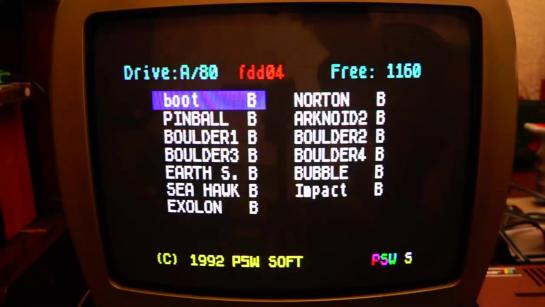 Drive:A/80 fdd04 Free: 1160
boot B NORTON B
PINBALL B ARKNOID2 B
BOULDER1 B BOULDER2 B
BOULDER3 B BOULDER4 B
EARTH S. B BUBBLE B
SEA HAWK B Impact B
EXOLON B
(C) 1992 PSW SOFT PSW S